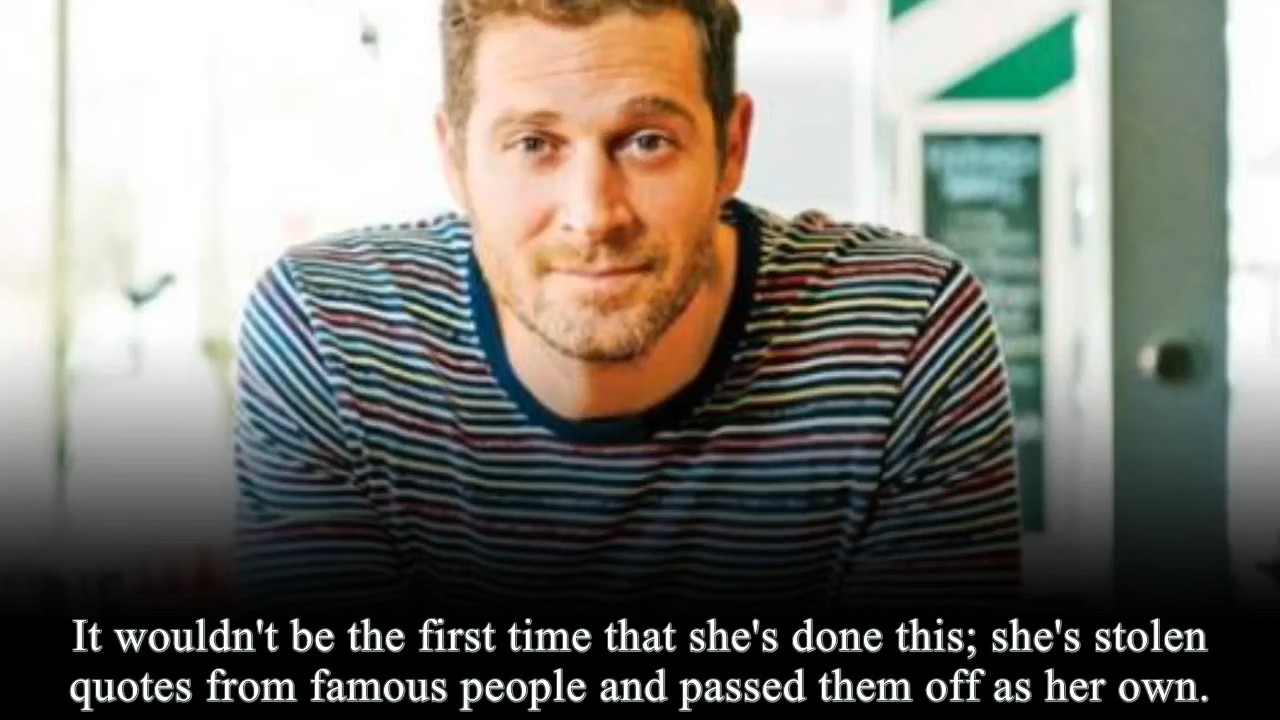 It wouldn't be the first time that she's done this; she's stolen
quotes from famous people and passed them off as her own.